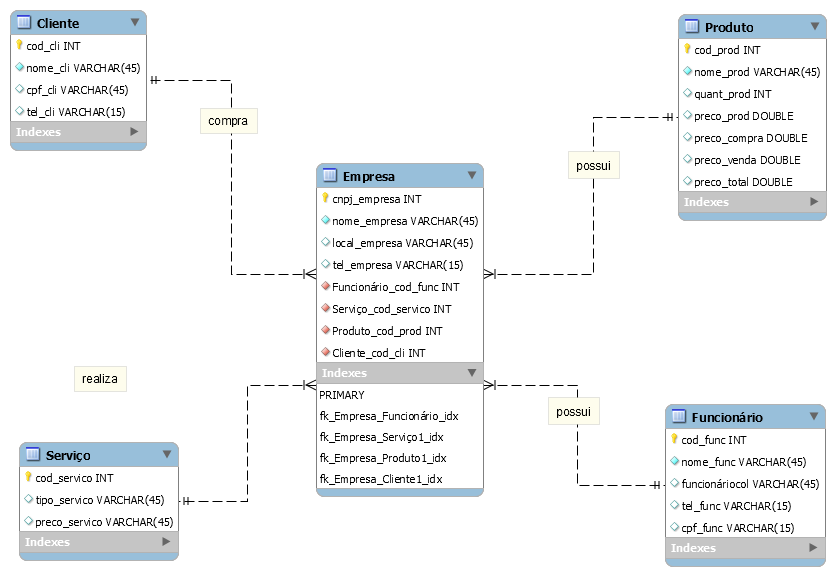 Cliente
cod_cli INT
nome_cli VARCHAR(45)
cpf_cli VARCHAR(45)
tel_cli VARCHAR(15)
Indexes
compra
Produto
cod_prod INT
nome_prod VARCHAR(45)
quant_prod INT
preco_prod DOUBLE
preco_compra DOUBLE
preco_venda DOUBLE
preco_total DOUBLE
Indexes
possui
Empresa
cnpj_empresa INT
nome_empresa VARCHAR(45)
local_empresa VARCHAR(45)
tel_empresa VARCHAR(15)
Funcionário_cod_func INT
Serviço_cod_servico INT
Produto_cod_prod INT
Cliente_cod_cli INT
Indexes
PRIMARY
fk_Empresa_Funcionário_idx
fk_Empresa_Serviço1_idx
fk_Empresa_Produto1_idx
fk_Empresa_Cliente1_idx
realiza
Serviço
cod_servico INT
tipo_servico VARCHAR(45)
preco_servico VARCHAR(45)
Indexes
possui
Funcionário
cod_func INT
nome_func VARCHAR(45)
funcionáriocol VARCHAR(45)
tel_func VARCHAR(15)
cpf_func VARCHAR(15)
Indexes